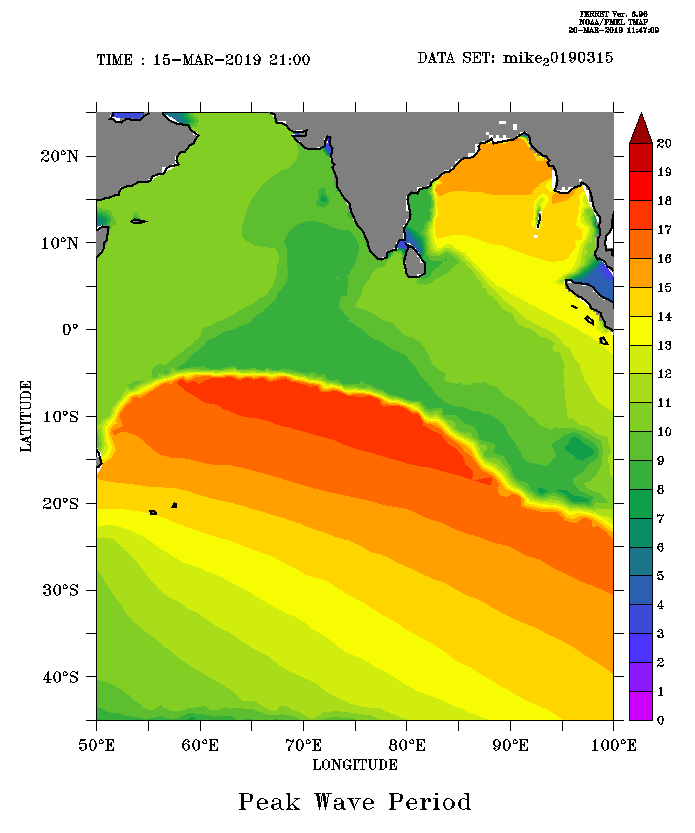 FERRET Ver. 6.96
NOAA/PMEL TMAP
20-MAR-2019 11:47:09
TIME : 15-MAR-2019 21:00
DATA SET: mike₂0190315
20°N
10°N
0°
10°S
20°S
30°S
40°S
LATITUDE
50°E 60°E 70°E 80°E 90°E 100°E
LONGITUDE
20
19
18
17
16
15
14
13
12
11
10
9
8
7
6
5
4
3
2
1
0
Peak Wave Period